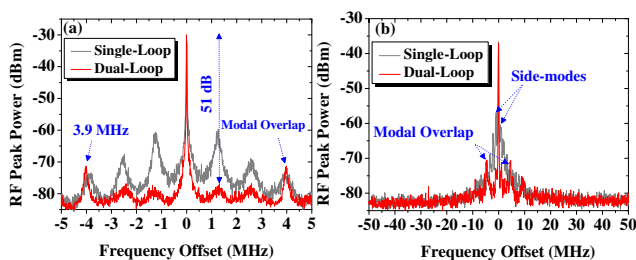 (a)
Single-Loop
Dual-Loop
51 dB
3.9 MHz
Modal Overlap
RF Peak Power (dBm)
-30
-40
-50
-60
-70
-80
-5 -4 -3 -2 -1 0 1 2 3 4 5
Frequency Offset (MHz)
(b)
Single-Loop
Dual-Loop
Side-modes
Modal Overlap
RF Peak Power (dBm)
-30
-40
-50
-60
-70
-80
-50 -40 -30 -20 -10 0 10 20 30 40 50
Frequency Offset (MHz)